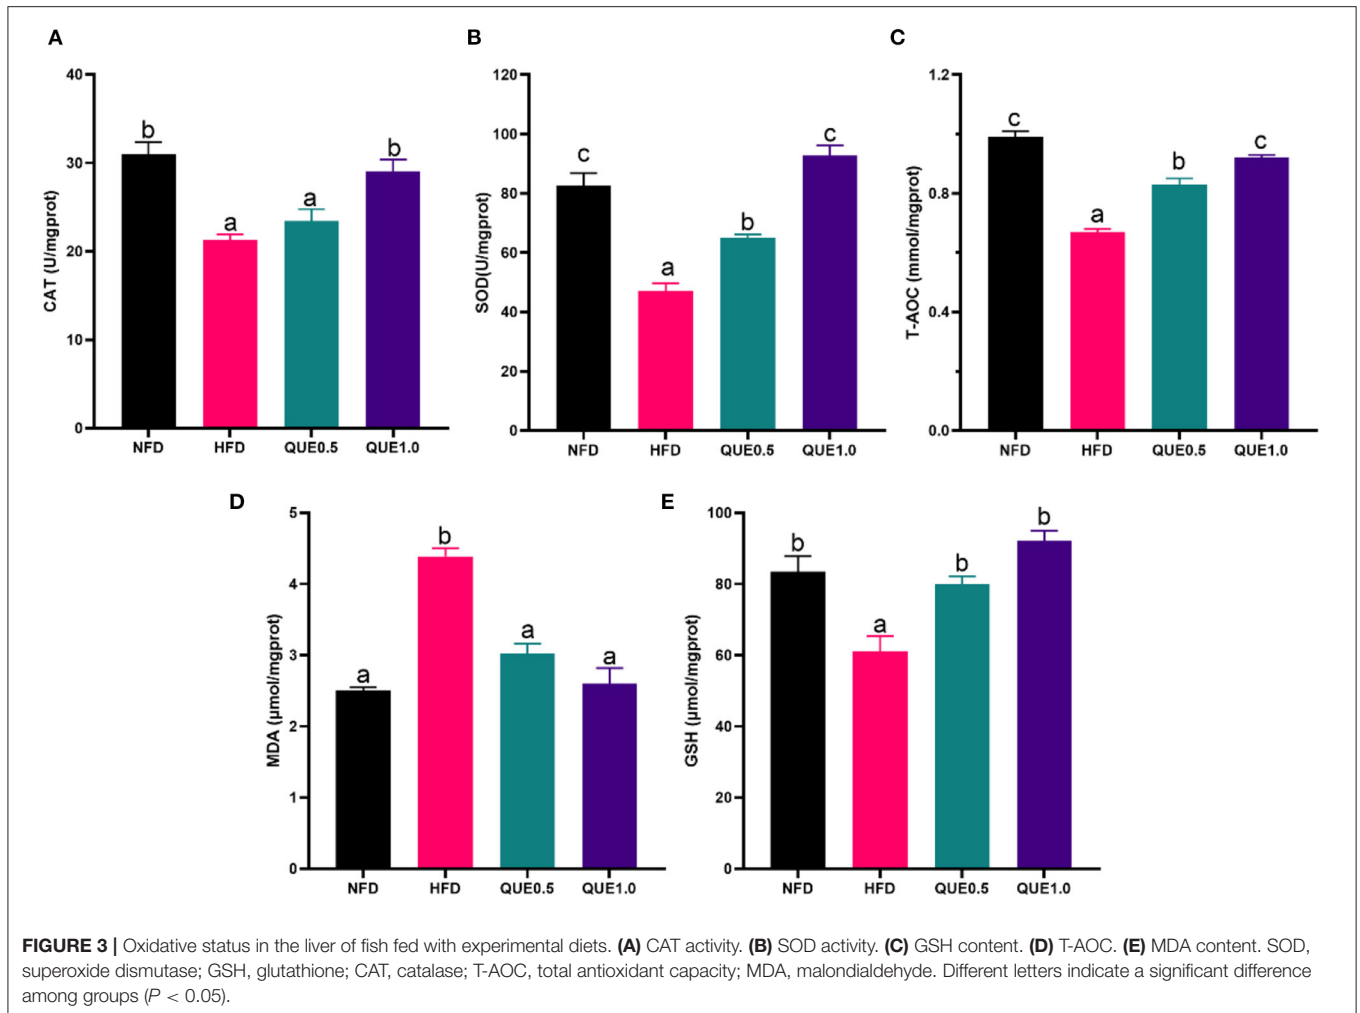 A
B
C
40
30
20
10
0
CAT (U/mgprot)
b
a
a
b
NFD
HFD
QUE0.5
QUE1.0
120
100
80
60
40
20
0
SOD(U/mgprot)
c
a
b
c
NFD
HFD
QUE0.5
QUE1.0
1.2
0.8
0.4
0.0
T-AOC (mmol/mgprot)
c
a
b
c
NFD
HFD
QUE0.5
QUE1.0
D
E
5
4
3
2
1
0
MDA (µmol/mgprot)
a
b
a
a
NFD
HFD
QUE0.5
QUE1.0
100
80
60
40
20
0
GSH (µmol/mgprot)
b
a
b
b
NFD
HFD
QUE0.5
QUE1.0
FIGURE 3 | Oxidative status in the liver of fish fed with experimental diets. (A) CAT activity. (B) SOD activity. (C) GSH content. (D) T-AOC. (E) MDA content. SOD,
superoxide dismutase; GSH, glutathione; CAT, catalase; T-AOC, total antioxidant capacity; MDA, malondialdehyde. Different letters indicate a significant difference
among groups (P < 0.05).